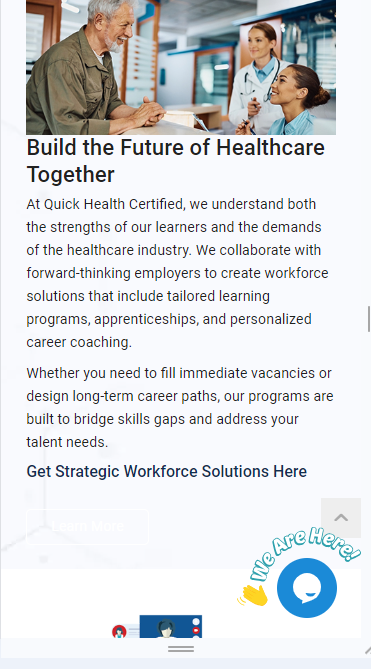 Build the Future of Healthcare
Together
At Quick Health Certified, we understand both
the strengths of our learners and the demands
of the healthcare industry. We collaborate with
forward-thinking employers to create workforce
solutions that include tailored learning
programs, apprenticeships, and personalized
career coaching.
Whether you need to fill immediate vacancies or
design long-term career paths, our programs are
built to bridge skills gaps and address your
talent needs.
Get Strategic Workforce Solutions Here
Learn More
We Are Here!